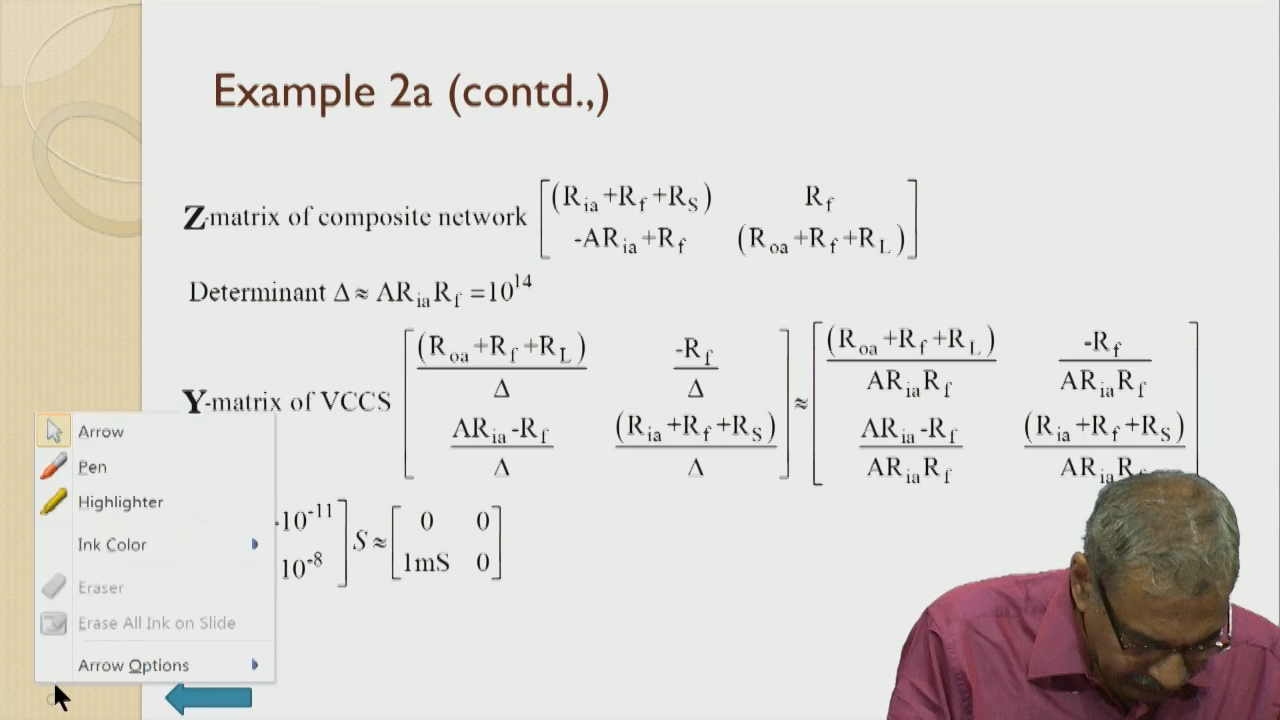 Example 2a (contd.,)
Z-matrix of composite network [ (R_ia +R_f +R_S)   R_f ; -AR_ia +R_f   (R_oa +R_f +R_L) ]
Determinant Δ ≈ AR_ia R_f =10^14
Y-matrix of VCCS [ (R_oa +R_f +R_L)/Δ   -R_f/Δ ; (AR_ia -R_f)/Δ   (R_ia +R_f +R_S)/Δ ] ≈ [ (R_oa +R_f +R_L)/(AR_ia R_f)   -R_f/(AR_ia R_f) ; (AR_ia -R_f)/(AR_ia R_f)   (R_ia +R_f +R_S)/(AR_ia R_f) ]
-10^-11 ; 10^-8 ] S ≈ [ 0   0 ; 1mS   0 ]
Arrow
Pen
Highlighter
Ink Color
Eraser
Erase All Ink on Slide
Arrow Options